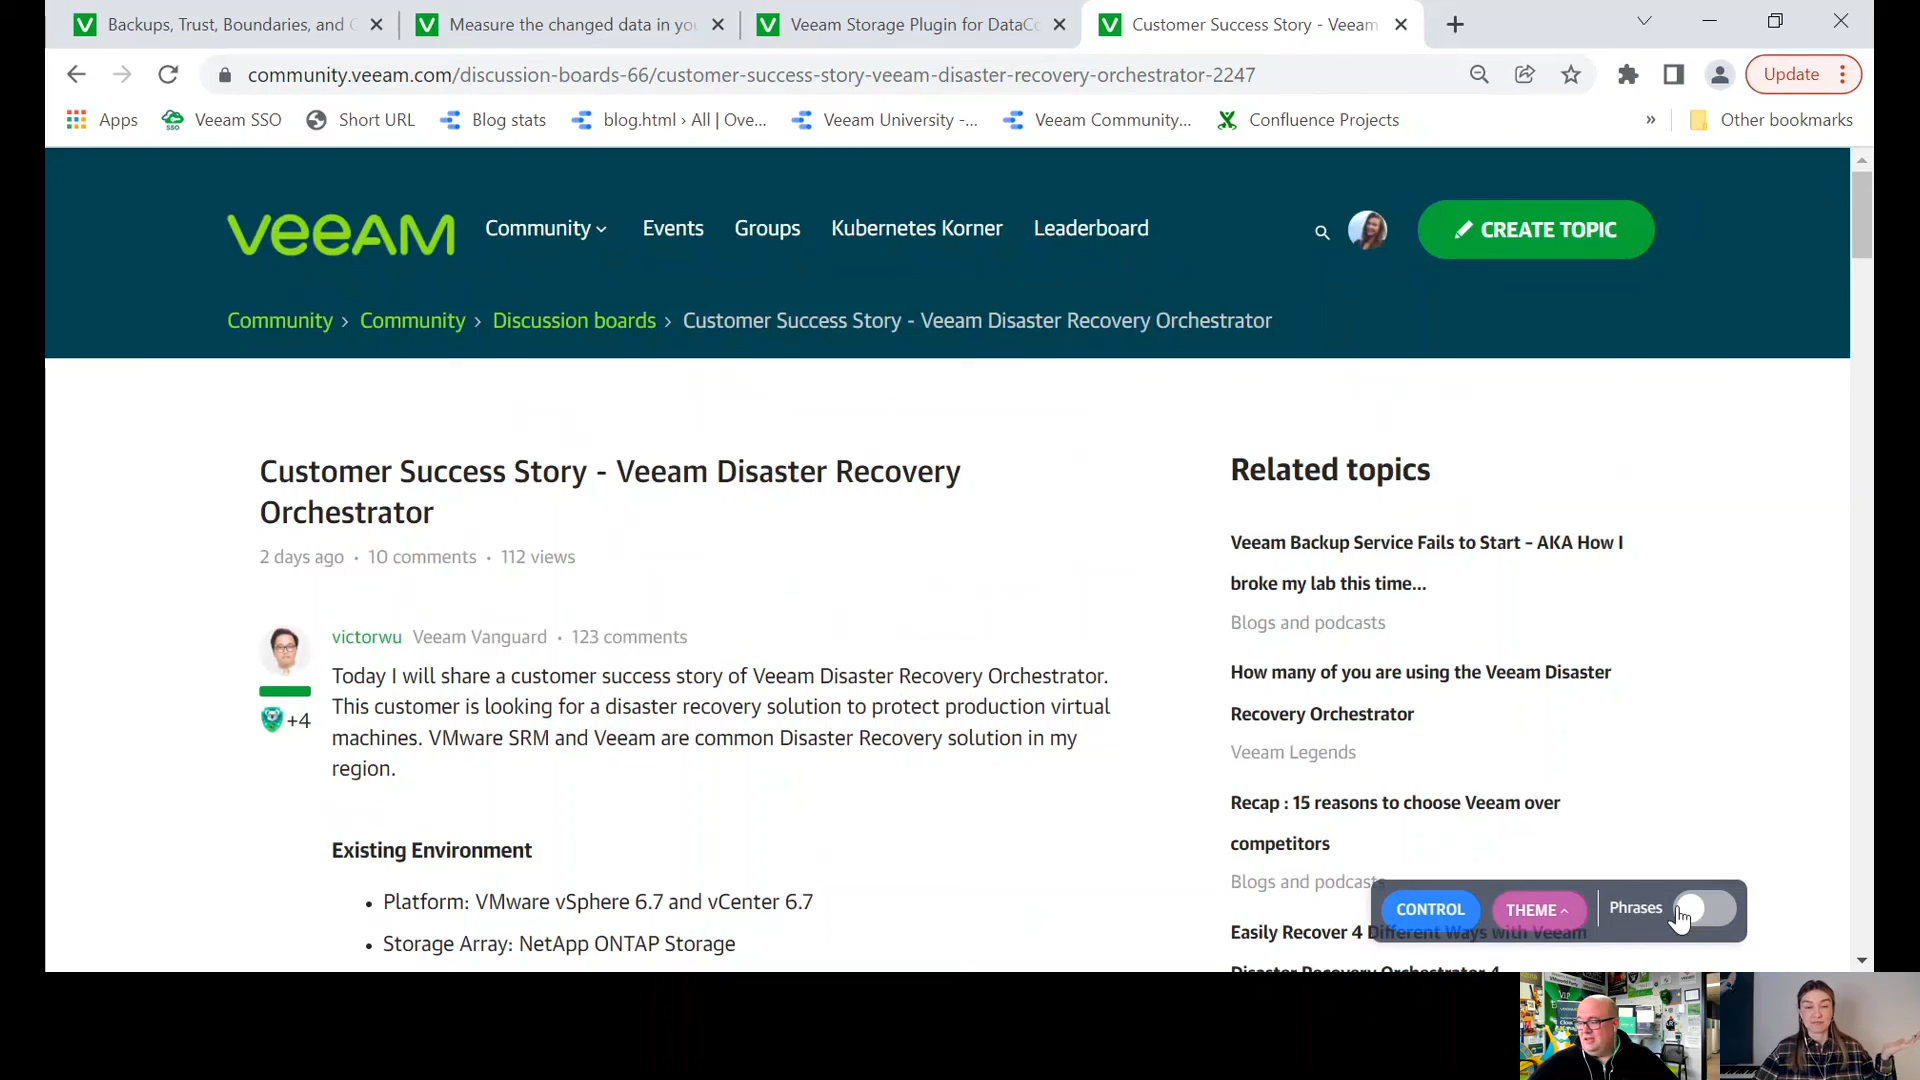 Backups, Trust, Boundaries, and C
Measure the changed data in yo
Veeam Storage Plugin for DataCo
Customer Success Story - Veeam
community.veeam.com/discussion-boards-66/customer-success-story-veeam-disaster-recovery-orchestrator-2247
Update
Apps
Veeam SSO
Short URL
Blog stats
blog.html › All | Ove...
Veeam University -...
Veeam Community...
Confluence Projects
»
Other bookmarks
veeAM
Community
Events
Groups
Kubernetes Korner
Leaderboard
CREATE TOPIC
Community › Community › Discussion boards › Customer Success Story - Veeam Disaster Recovery Orchestrator
Customer Success Story - Veeam Disaster Recovery
Orchestrator
2 days ago • 10 comments • 112 views
victorwu Veeam Vanguard • 123 comments
+4
Today I will share a customer success story of Veeam Disaster Recovery Orchestrator.
This customer is looking for a disaster recovery solution to protect production virtual
machines. VMware SRM and Veeam are common Disaster Recovery solution in my
region.
Existing Environment
• Platform: VMware vSphere 6.7 and vCenter 6.7
• Storage Array: NetApp ONTAP Storage
Related topics
Veeam Backup Service Fails to Start – AKA How I
broke my lab this time...
Blogs and podcasts
How many of you are using the Veeam Disaster
Recovery Orchestrator
Veeam Legends
Recap : 15 reasons to choose Veeam over
competitors
Blogs and podcasts
Easily Recover 4 Different Ways with Veeam
Disaster Recovery Orchestrator 4
CONTROL
THEME
Phrases